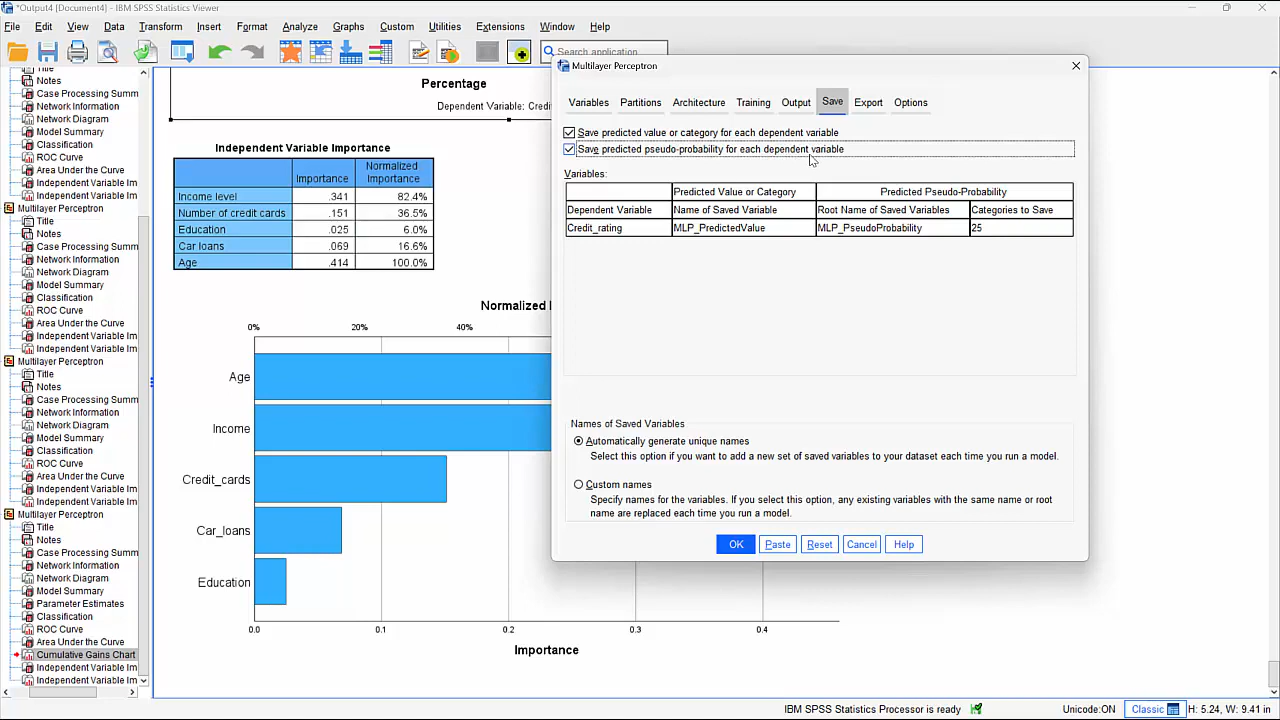 *Output4 [Document4] - IBM SPSS Statistics Viewer
File Edit View Data Transform Insert Format Analyze Graphs Custom Utilities Extensions Window Help
Search application
Title
Notes
Case Processing Summ
Network Information
Network Diagram
Model Summary
Classification
ROC Curve
Area Under the Curve
Independent Variable Im
Independent Variable Im
Multilayer Perceptron
Title
Notes
Case Processing Summ
Network Information
Network Diagram
Model Summary
Classification
ROC Curve
Area Under the Curve
Independent Variable Im
Independent Variable Im
Multilayer Perceptron
Title
Notes
Case Processing Summ
Network Information
Network Diagram
Model Summary
Classification
ROC Curve
Area Under the Curve
Independent Variable Im
Independent Variable Im
Multilayer Perceptron
Title
Notes
Case Processing Summ
Network Information
Network Diagram
Model Summary
Parameter Estimates
Classification
ROC Curve
Area Under the Curve
Cumulative Gains Chart
Independent Variable Im
Independent Variable Im
Percentage
Dependent Variable: Credit
Independent Variable Importance
Importance Normalized Importance
Income level .341 82.4%
Number of credit cards .151 36.5%
Education .025 6.0%
Car loans .069 16.6%
Age .414 100.0%
Normalized I
0% 20% 40%
Age
Income
Credit_cards
Car_loans
Education
0.0 0.1 0.2 0.3 0.4
Importance
Multilayer Perceptron
Variables Partitions Architecture Training Output Save Export Options
Save predicted value or category for each dependent variable
Save predicted pseudo-probability for each dependent variable
Variables:
Predicted Value or Category Predicted Pseudo-Probability
Dependent Variable Name of Saved Variable Root Name of Saved Variables Categories to Save
Credit_rating MLP_PredictedValue MLP_PseudoProbability 25
Names of Saved Variables
Automatically generate unique names
Select this option if you want to add a new set of saved variables to your dataset each time you run a model.
Custom names
Specify names for the variables. If you select this option, any existing variables with the same name or root
name are replaced each time you run a model.
OK Paste Reset Cancel Help
IBM SPSS Statistics Processor is ready Unicode:ON Classic H: 5.24, W: 9.41 in